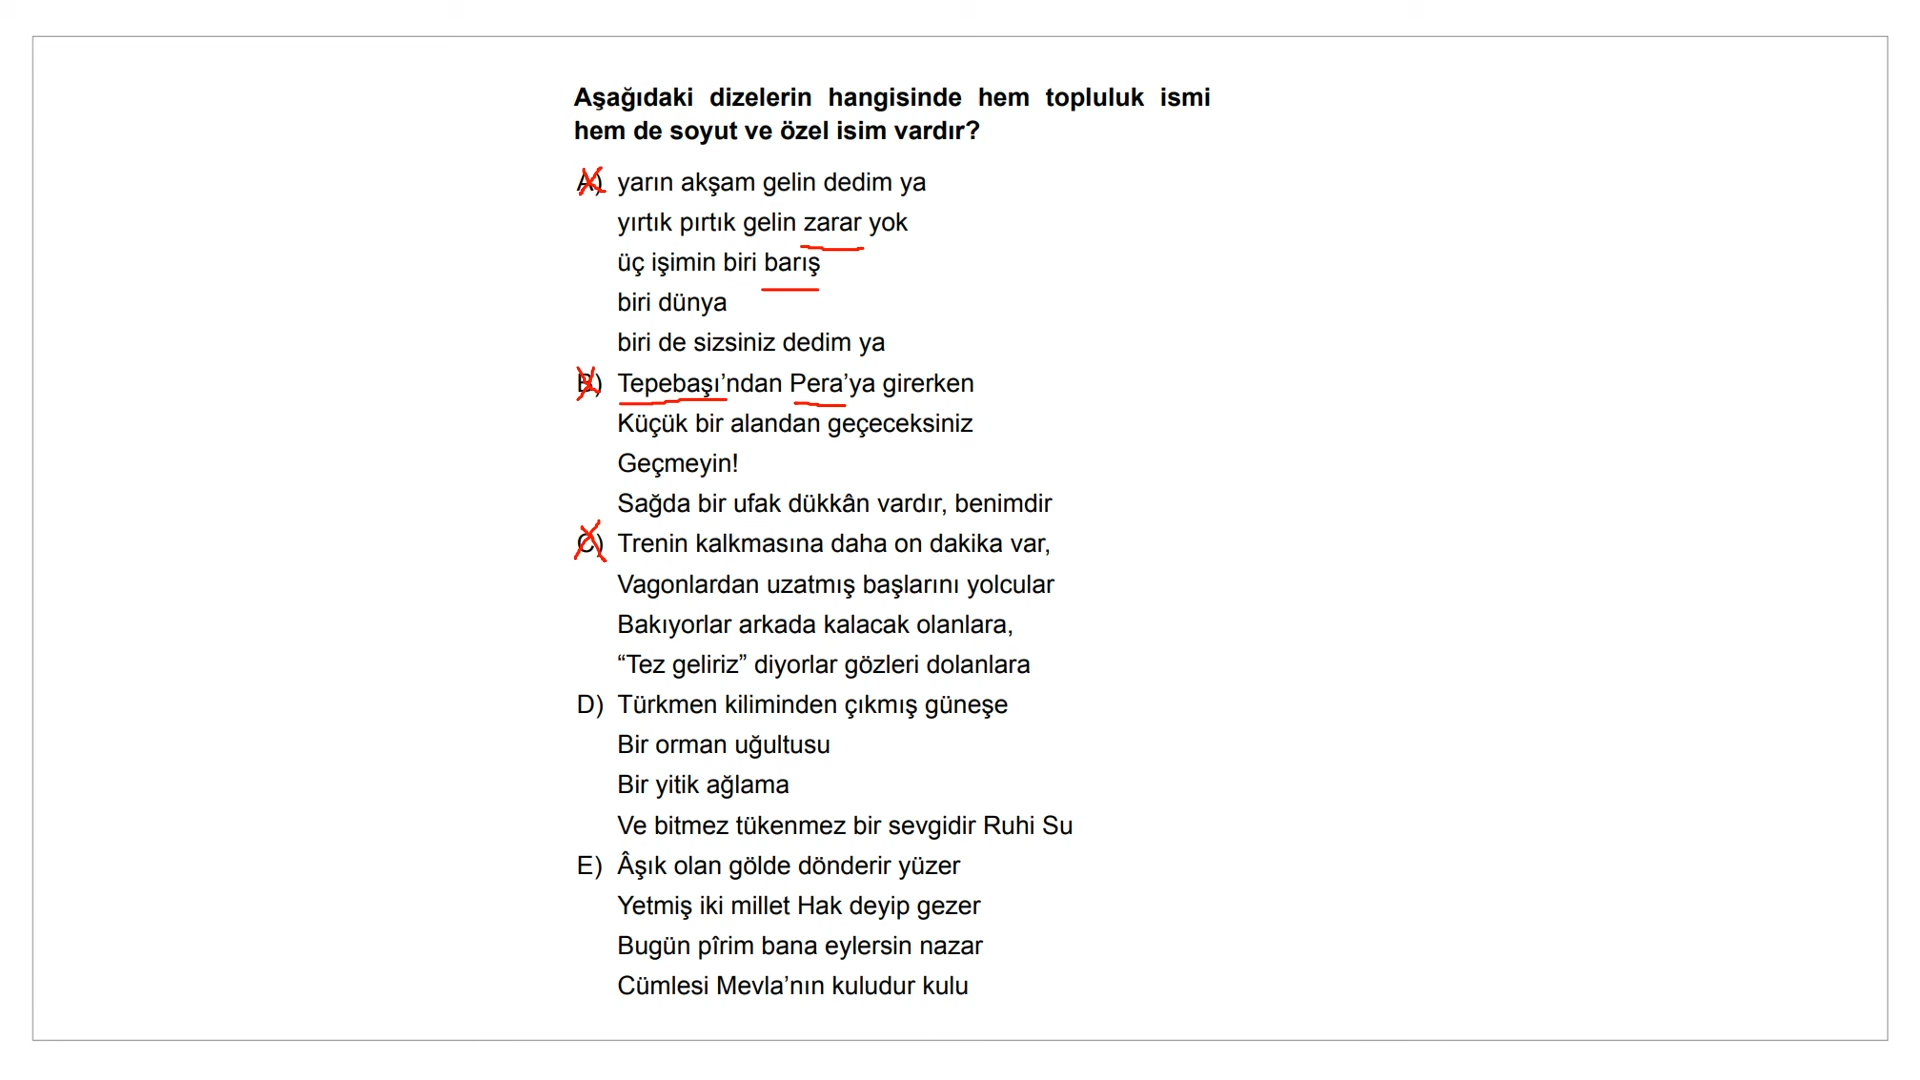 Aşağıdaki dizelerin hangisinde hem topluluk ismi
hem de soyut ve özel isim vardır?
A) yarın akşam gelin dedim ya
yırtık pırtık gelin zarar yok
üç işimin biri barış
biri dünya
biri de sizsiniz dedim ya
B) Tepebaşı’ndan Pera’ya girerken
Küçük bir alandan geçeceksiniz
Geçmeyin!
Sağda bir ufak dükkân vardır, benimdir
C) Trenin kalkmasına daha on dakika var,
Vagonlardan uzatmış başlarını yolcular
Bakıyorlar arkada kalacak olanlara,
“Tez geliriz” diyorlar gözleri dolanlara
D) Türkmen kiliminden çıkmış güneşe
Bir orman uğultusu
Bir yitik ağlama
Ve bitmez tükenmez bir sevgidir Ruhi Su
E) Âşık olan gölde dönderir yüzer
Yetmiş iki millet Hak deyip gezer
Bugün pîrim bana eylersin nazar
Cümlesi Mevla’nın kuludur kulu